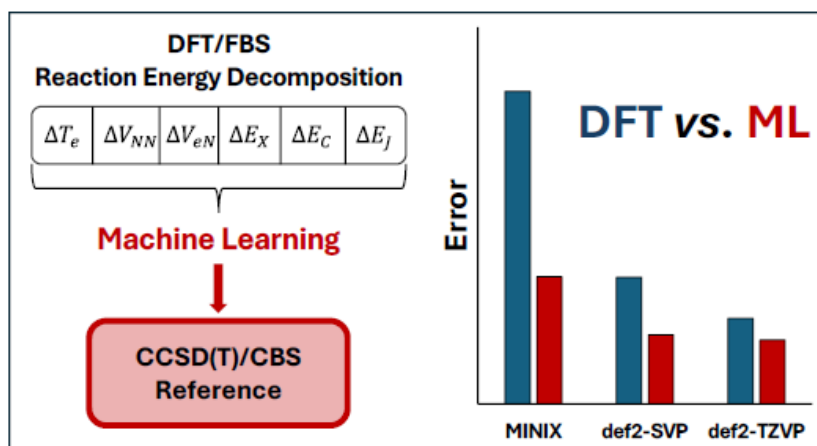 DFT/FBS
Reaction Energy Decomposition
ΔT_e ΔV_NN ΔV_eN ΔE_X ΔE_C ΔE_J
Machine Learning
CCSD(T)/CBS
Reference
DFT vs. ML
Error
MINIX def2-SVP def2-TZVP